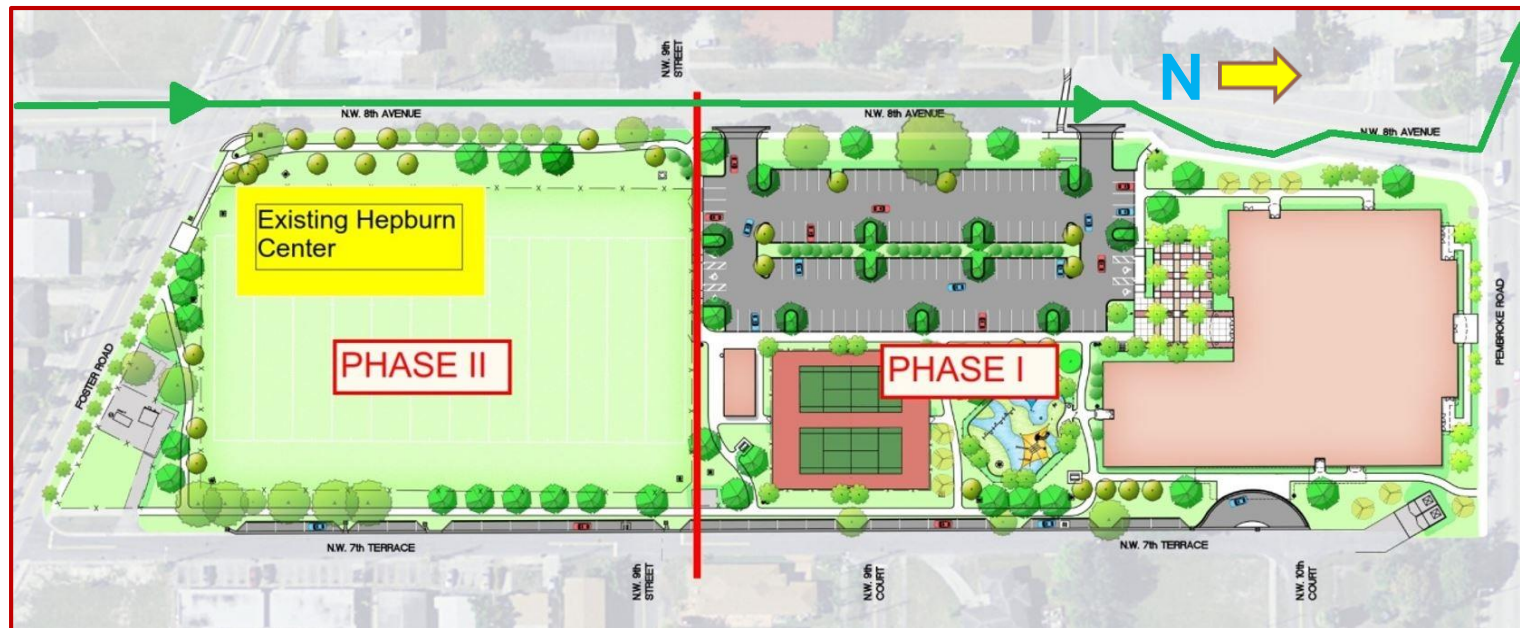 N.W. 9th
STREET
N
N.W. 8th AVENUE
N.W. 8th AVENUE
N.W. 8th AVENUE
Existing Hepburn
Center
PHASE II
PHASE I
FOSTER ROAD
PEMBROKE ROAD
N.W. 7th TERRACE
N.W. 7th TERRACE
N.W. 9th
STREET
N.W. 9th
COURT
N.W. 10th
COURT